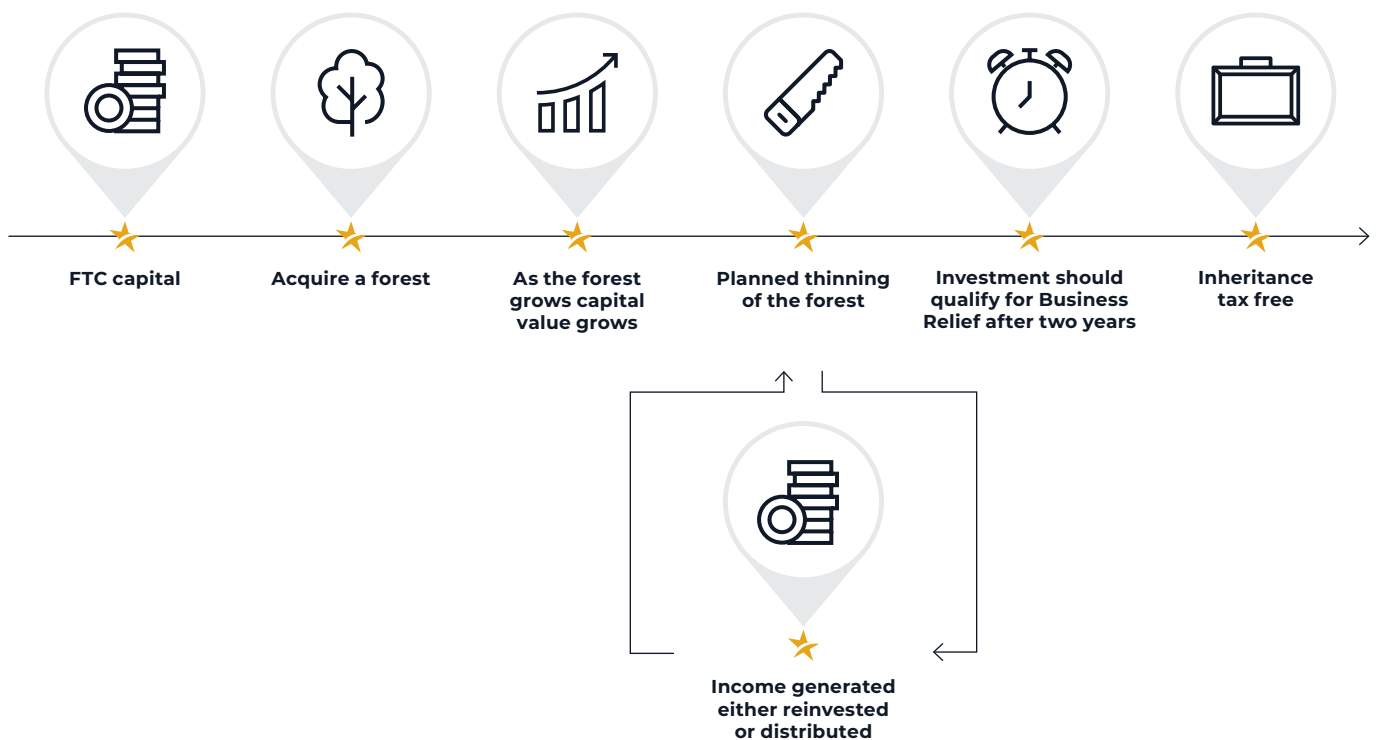 FTC capital
Acquire a forest
As the forest
grows capital
value grows
Planned thinning
of the forest
Investment should
qualify for Business
Relief after two years
Inheritance
tax free
Income generated
either reinvested
or distributed